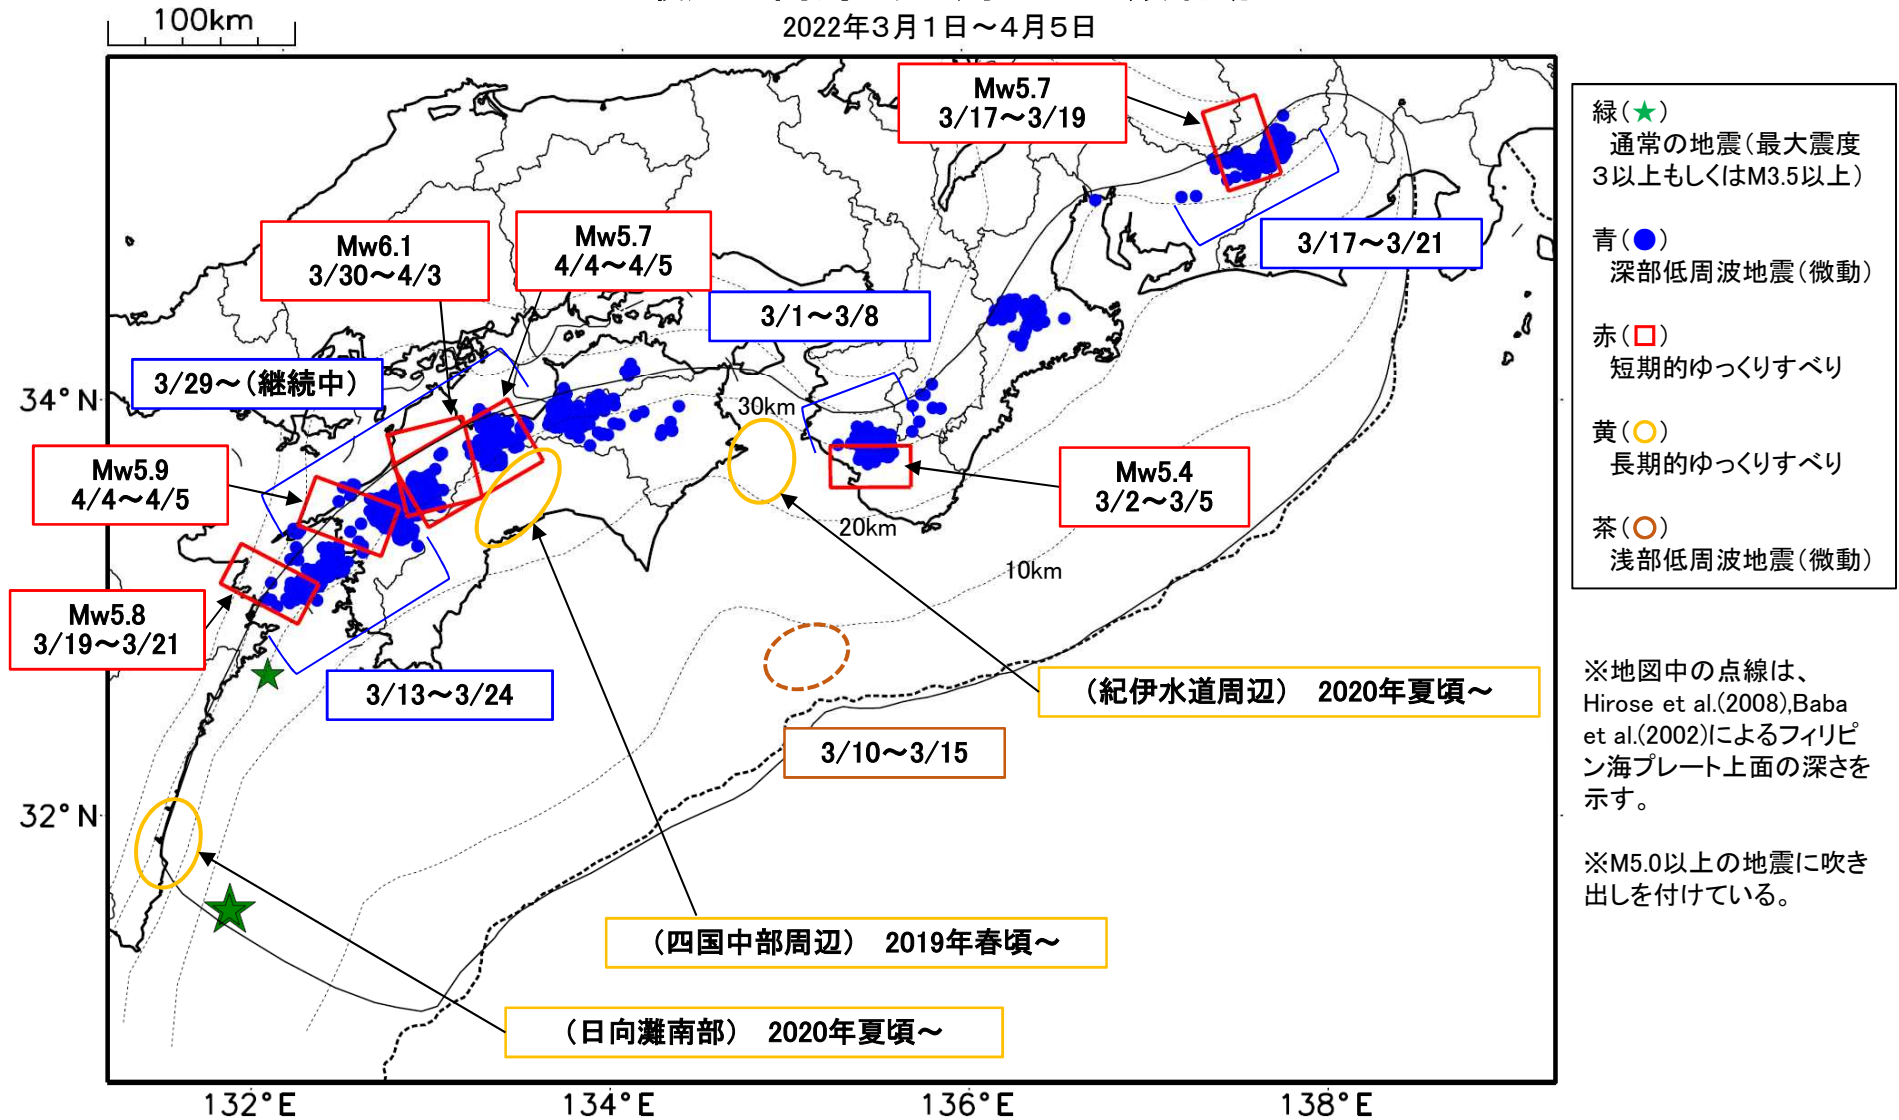 100km
2022年3月1日～4月5日
Mw5.7
3/17～3/19
Mw6.1
3/30～4/3
Mw5.7
4/4～4/5
3/17～3/21
3/1～3/8
3/29～(継続中)
34°N
30km
Mw5.9
4/4～4/5
Mw5.4
3/2～3/5
20km
10km
Mw5.8
3/19～3/21
3/13～3/24
(紀伊水道周辺) 2020年夏頃～
3/10～3/15
32°N
(四国中部周辺) 2019年春頃～
(日向灘南部) 2020年夏頃～
132°E
134°E
136°E
138°E
緑(★)
通常の地震(最大震度
3以上もしくはM3.5以上)
青(●)
深部低周波地震(微動)
赤(□)
短期的ゆっくりすべり
黄(○)
長期的ゆっくりすべり
茶(○)
浅部低周波地震(微動)
※地図中の点線は、
Hirose et al.(2008),Baba
et al.(2002)によるフィリピ
ン海プレート上面の深さを
示す。
※M5.0以上の地震に吹き
出しを付けている。